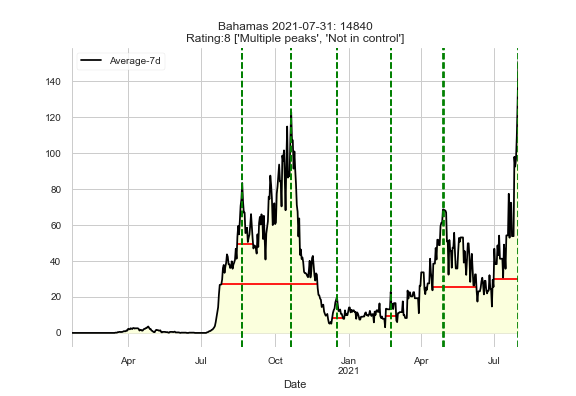 Bahamas 2021-07-31: 14840
Rating:8 ['Multiple peaks', 'Not in control']
Average-7d
140
120
100
80
60
40
20
0
Apr
Jul
Oct
Jan
2021
Apr
Jul
Date